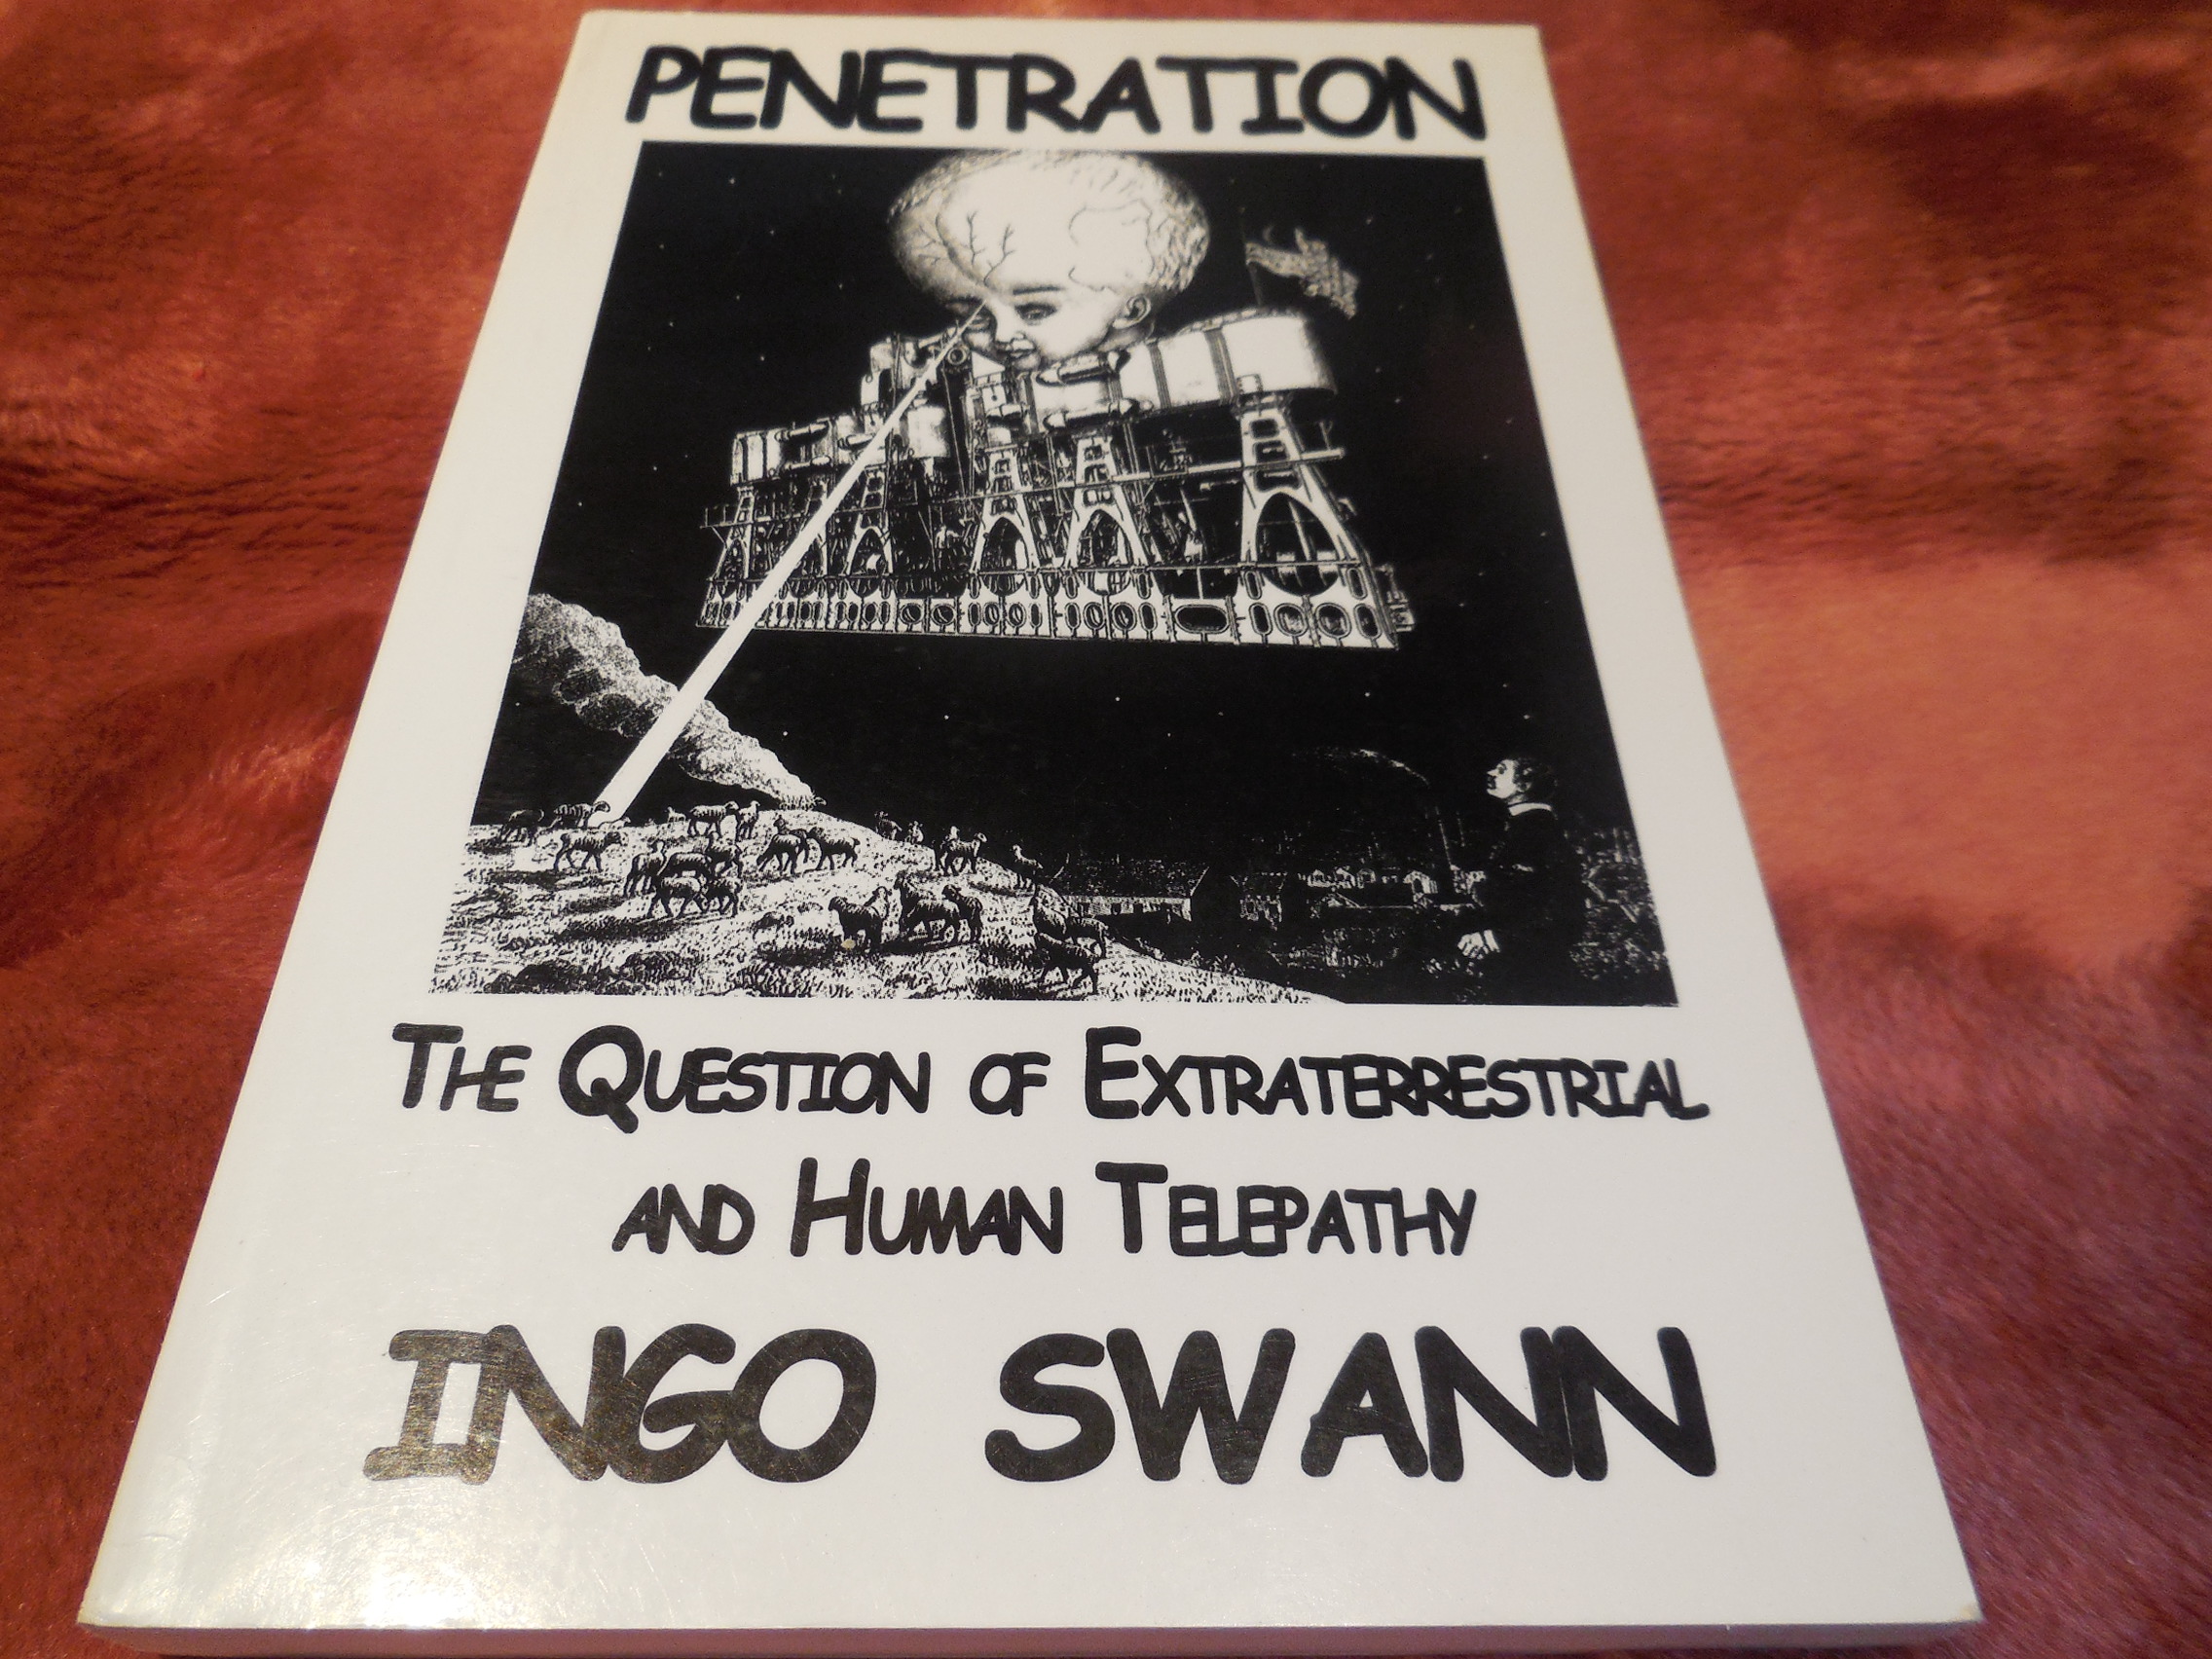 PENETRATION
THE QUESTION OF EXTRATERRESTRIAL
AND HUMAN TELEPATHY
INGO SWANN